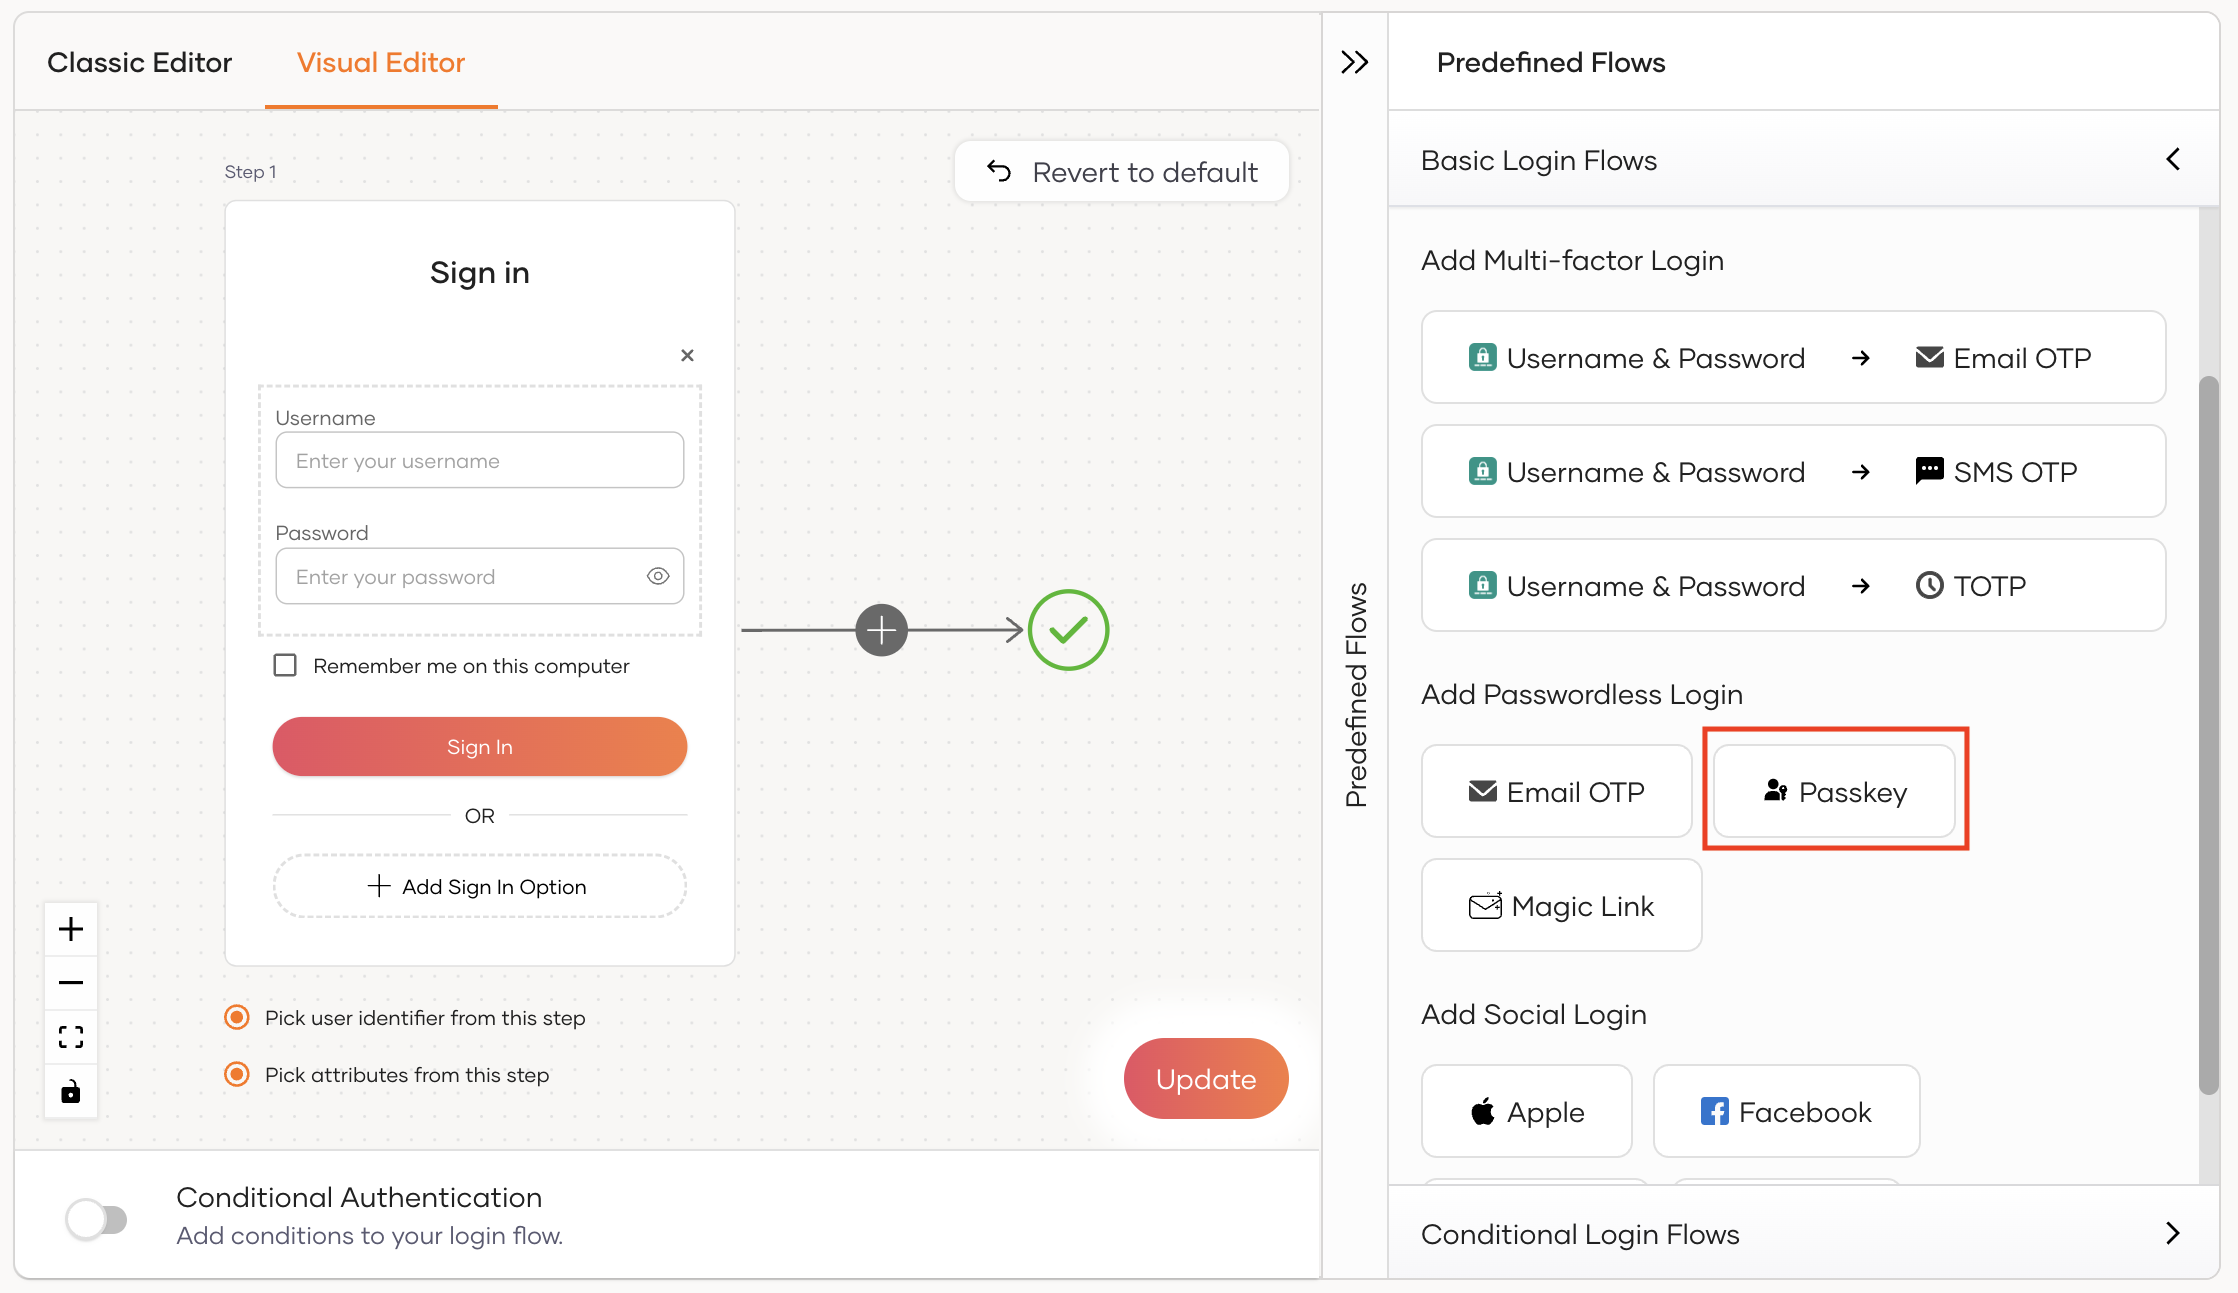 Classic Editor
Visual Editor
Step 1
Revert to default
Sign in
Username
Enter your username
Password
Enter your password
Remember me on this computer
Sign In
OR
Add Sign In Option
Pick user identifier from this step
Pick attributes from this step
Update
Conditional Authentication
Add conditions to your login flow.
Predefined Flows
Predefined Flows
Basic Login Flows
Add Multi-factor Login
Username & Password → Email OTP
Username & Password → SMS OTP
Username & Password → TOTP
Add Passwordless Login
Email OTP
Passkey
Magic Link
Add Social Login
Apple
Facebook
Conditional Login Flows